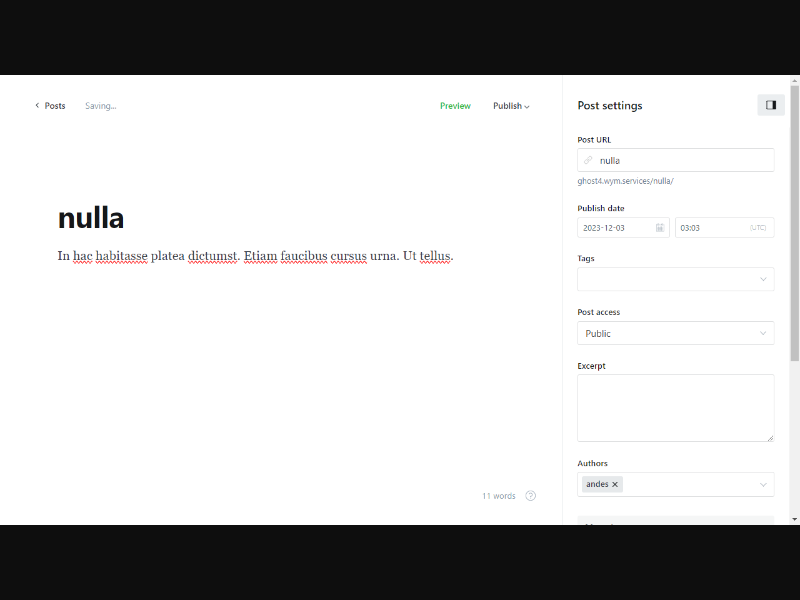 Posts Saving... Preview Publish
Post settings
Post URL
nulla
ghost4.wym.services/nulla/
nulla
Publish date
2023-12-03 03:03 (UTC)
In hac habitasse platea dictumst. Etiam faucibus cursus urna. Ut tellus.
Tags
Post access
Public
Excerpt
Authors
andes ×
11 words ?